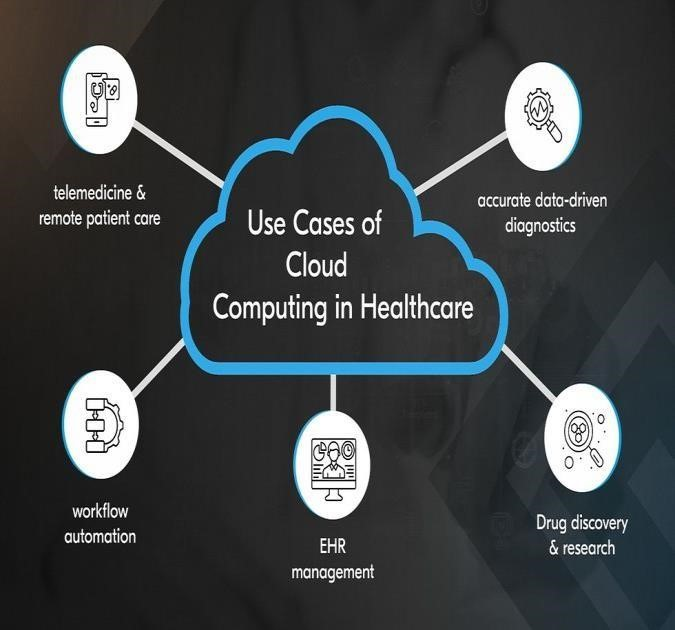 telemedicine &
remote patient care
accurate data-driven
diagnostics
Use Cases of
Cloud
Computing in Healthcare
workflow
automation
EHR
management
Drug discovery
& research